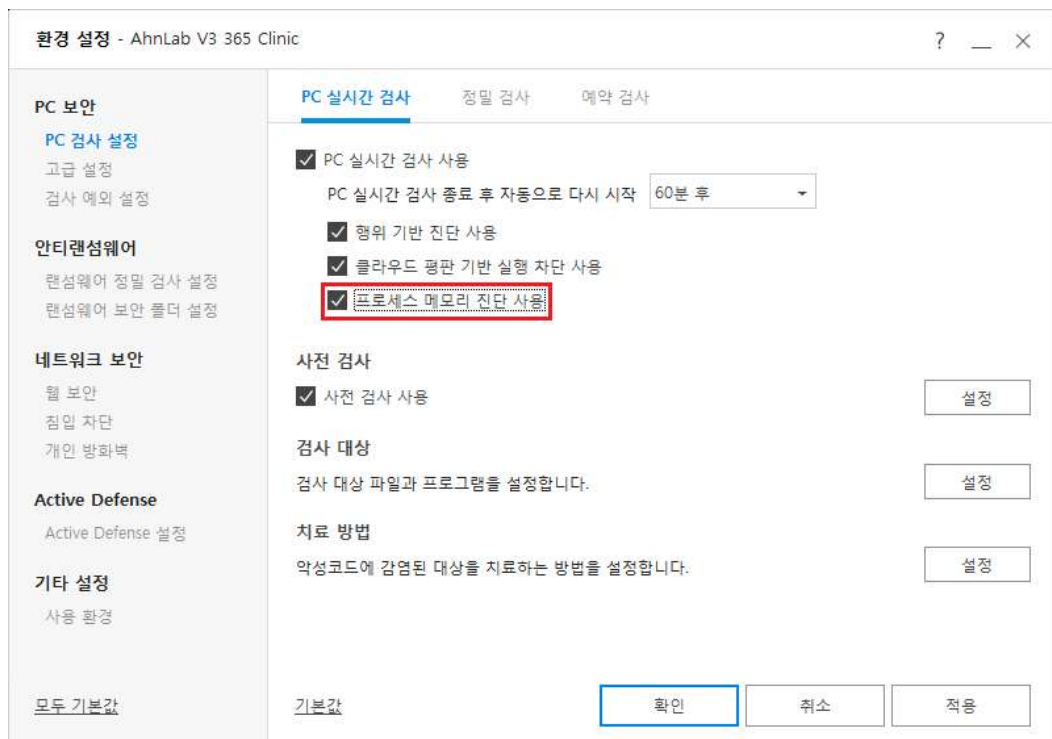 환경 설정 - AhnLab V3 365 Clinic
?
PC 보안
PC 검사 설정
고급 설정
검사 예외 설정
안티랜섬웨어
랜섬웨어 정밀 검사 설정
랜섬웨어 보안 폴더 설정
네트워크 보안
웹 보안
침입 차단
개인 방화벽
Active Defense
Active Defense 설정
기타 설정
사용 환경
모두 기본값
PC 실시간 검사 정밀 검사 예약 검사
PC 실시간 검사 사용
PC 실시간 검사 종료 후 자동으로 다시 시작 60분 후
행위 기반 진단 사용
클라우드 평판 기반 실행 차단 사용
프로세스 메모리 진단 사용
사전 검사
사전 검사 사용 설정
검사 대상
검사 대상 파일과 프로그램을 설정합니다. 설정
치료 방법
악성코드에 감염된 대상을 치료하는 방법을 설정합니다. 설정
기본값 확인 취소 적용